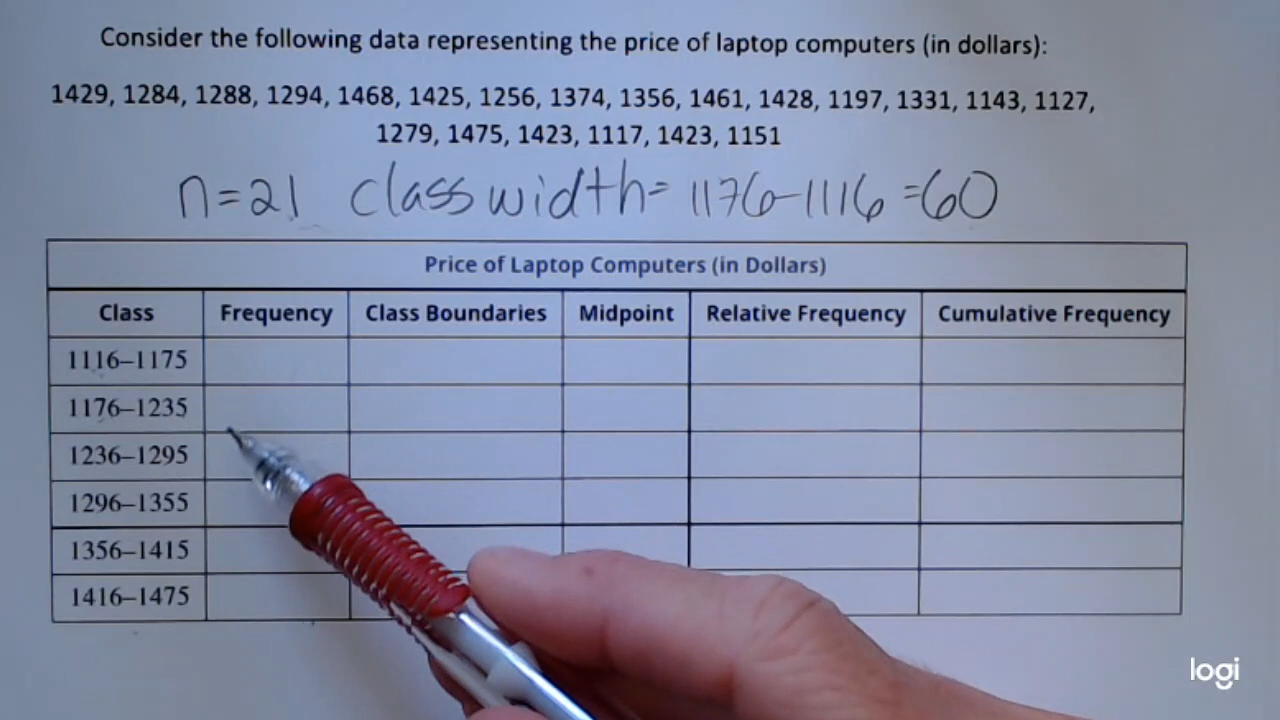 Consider the following data representing the price of laptop computers (in dollars):
1429, 1284, 1288, 1294, 1468, 1425, 1256, 1374, 1356, 1461, 1428, 1197, 1331, 1143, 1127,
1279, 1475, 1423, 1117, 1423, 1151
n=21 class width= 1176-1116=60
Price of Laptop Computers (in Dollars)
Class Frequency Class Boundaries Midpoint Relative Frequency Cumulative Frequency
1116–1175
1176–1235
1236–1295
1296–1355
1356–1415
1416–1475
logi